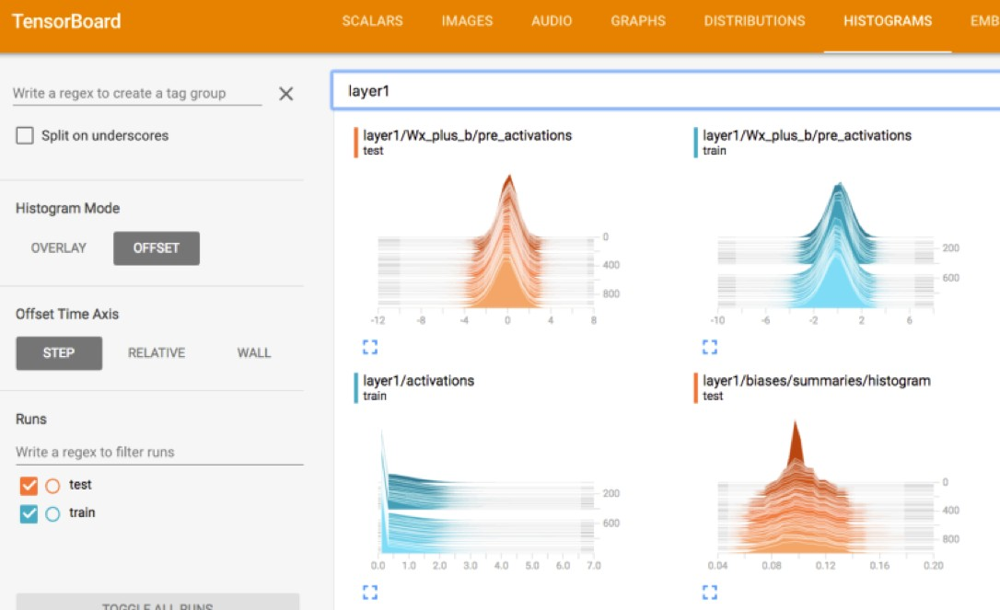 TensorBoard
SCALARS IMAGES AUDIO GRAPHS DISTRIBUTIONS HISTOGRAMS EMB
Write a regex to create a tag group
Split on underscores
Histogram Mode
OVERLAY OFFSET
Offset Time Axis
STEP RELATIVE WALL
Runs
Write a regex to filter runs
test
train
TOGGLE ALL RUNS
layer1
layer1/Wx_plus_b/pre_activations
test
0
400
800
-12 -8 -4 0 4 8
layer1/Wx_plus_b/pre_activations
train
200
600
-10 -6 -2 2 6
layer1/activations
train
200
600
0.0 1.0 2.0 3.0 4.0 5.0 6.0 7.0
layer1/biases/summaries/histogram
test
0
400
800
0.04 0.08 0.12 0.16 0.20